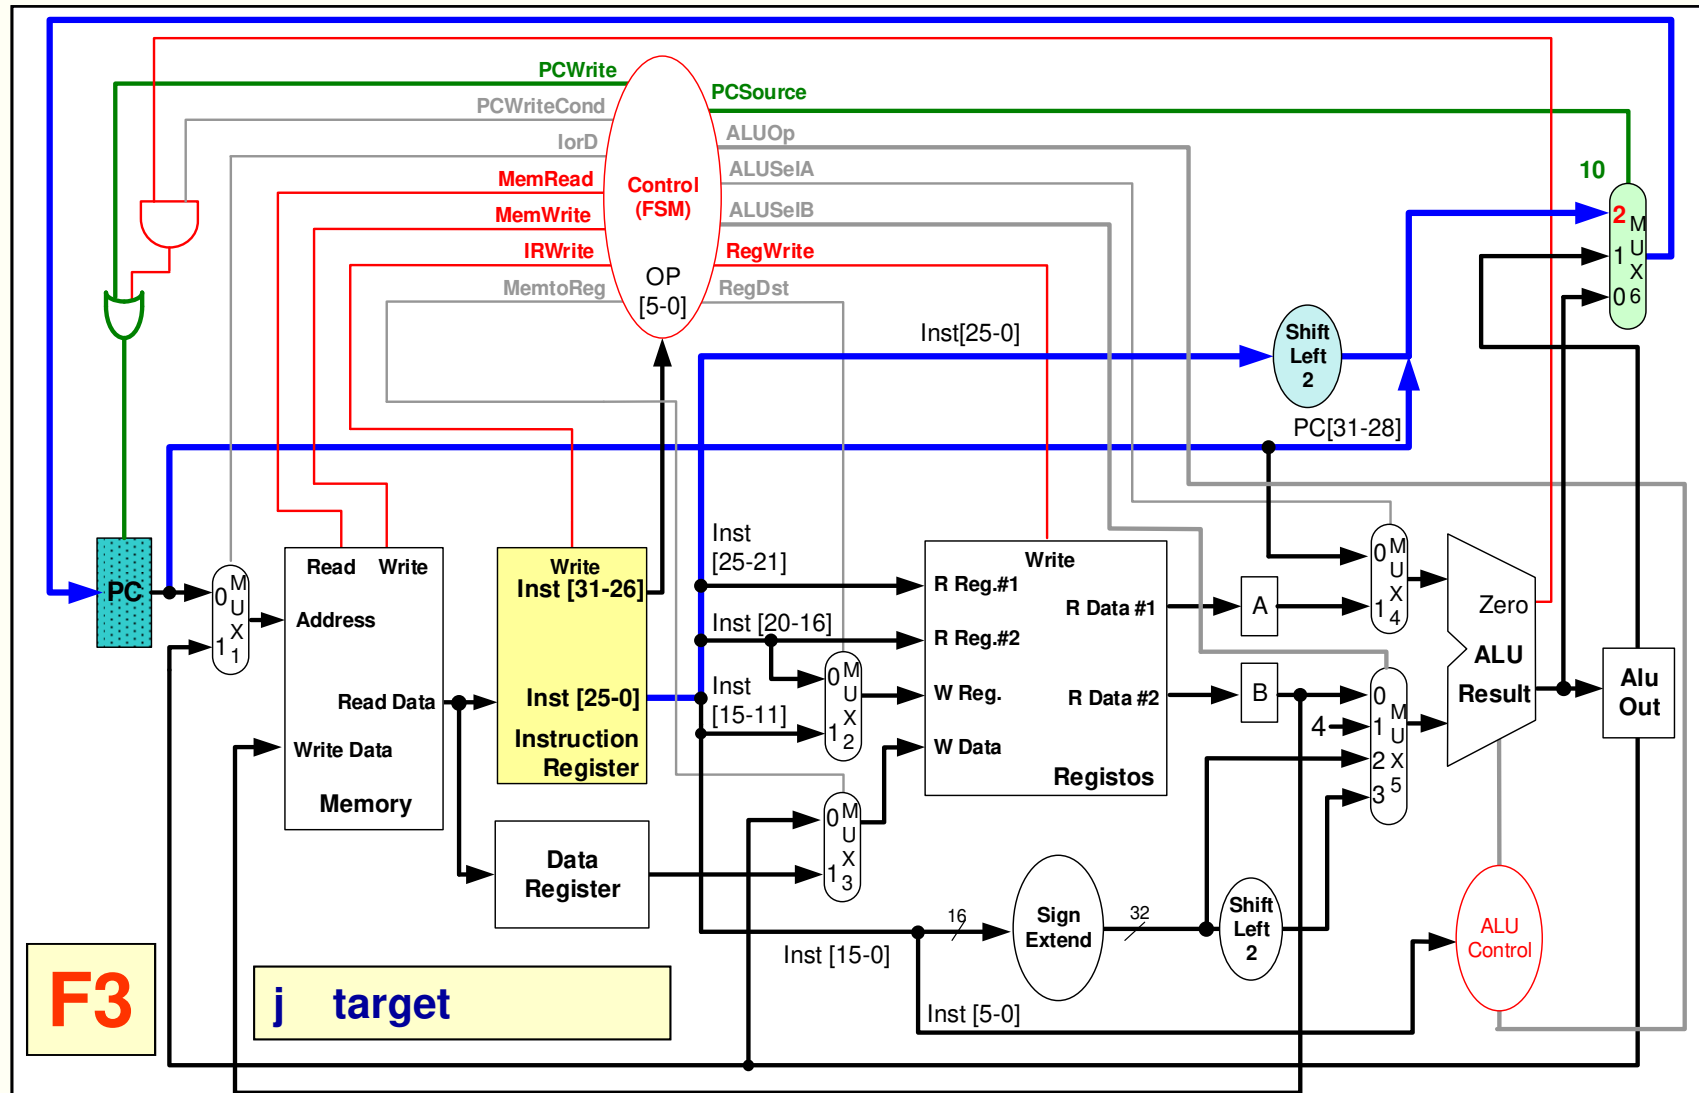 PCWrite
PCWriteCond
IorD
MemRead
MemWrite
IRWrite
MemtoReg
Control
(FSM)
OP
[5-0]
PCSource
ALUOp
ALUSelA
ALUSelB
RegWrite
RegDst
10
2
1
0
M
U
X
6
Inst[25-0]
Shift
Left
2
PC[31-28]
PC
0
1
M
U
X
1
Read Write
Address
Read Data
Write Data
Memory
Write
Inst [31-26]
Inst [25-0]
Instruction
Register
Data
Register
Inst
[25-21]
Inst [20-16]
Inst
[15-11]
0
1
M
U
X
2
0
1
M
U
X
3
Write
R Reg.#1
R Reg.#2
W Reg.
W Data
R Data #1
R Data #2
Registos
A
B
4
0
1
M
U
X
4
0
1
2
3
M
U
X
5
Zero
ALU
Result
Alu
Out
Inst [15-0]
16
Sign
Extend
32
Shift
Left
2
ALU
Control
Inst [5-0]
F3
j target